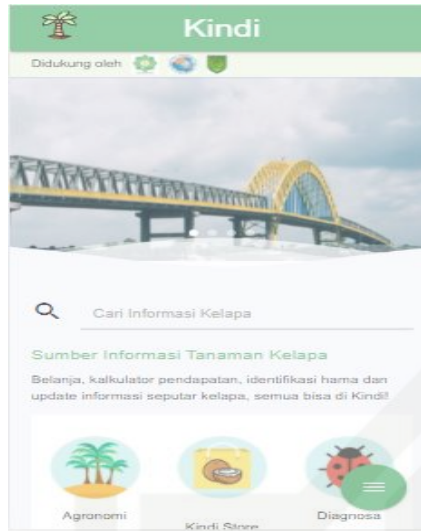 Kindi
Didukung oleh
Cari Informasi Kelapa
Sumber Informasi Tanaman Kelapa
Belanja, kalkulator pendapatan, identifikasi hama dan
update informasi seputar kelapa, semua bisa di Kindi!
Agronomi
Kindi Store
Diagnosa